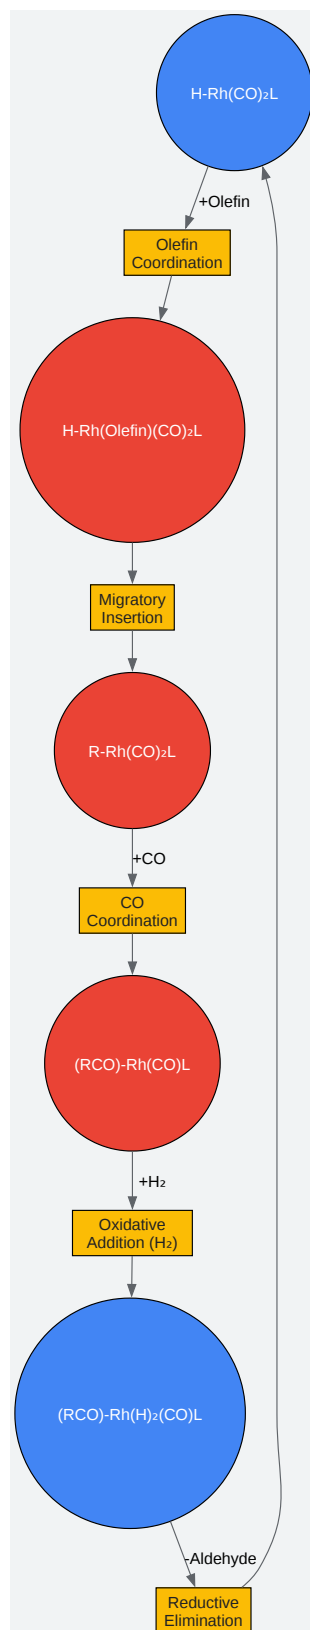 H-Rh(CO)₂L
+Olefin
Olefin
Coordination
H-Rh(Olefin)(CO)₂L
Migratory
Insertion
R-Rh(CO)₂L
+CO
CO
Coordination
(RCO)-Rh(CO)L
+H₂
Oxidative
Addition (H₂)
(RCO)-Rh(H)₂(CO)L
-Aldehyde
Reductive
Elimination